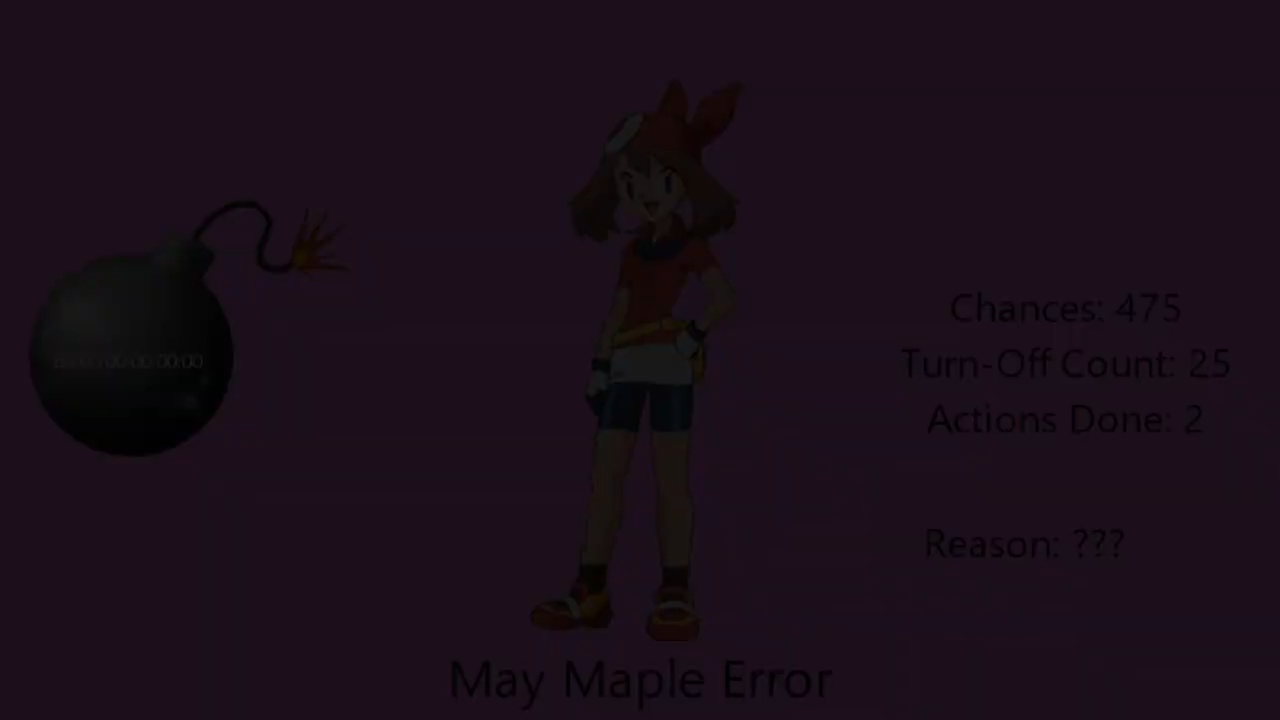 Chances: 475
Turn-Off Count: 25
Actions Done: 2
Reason: ???
May Maple Error